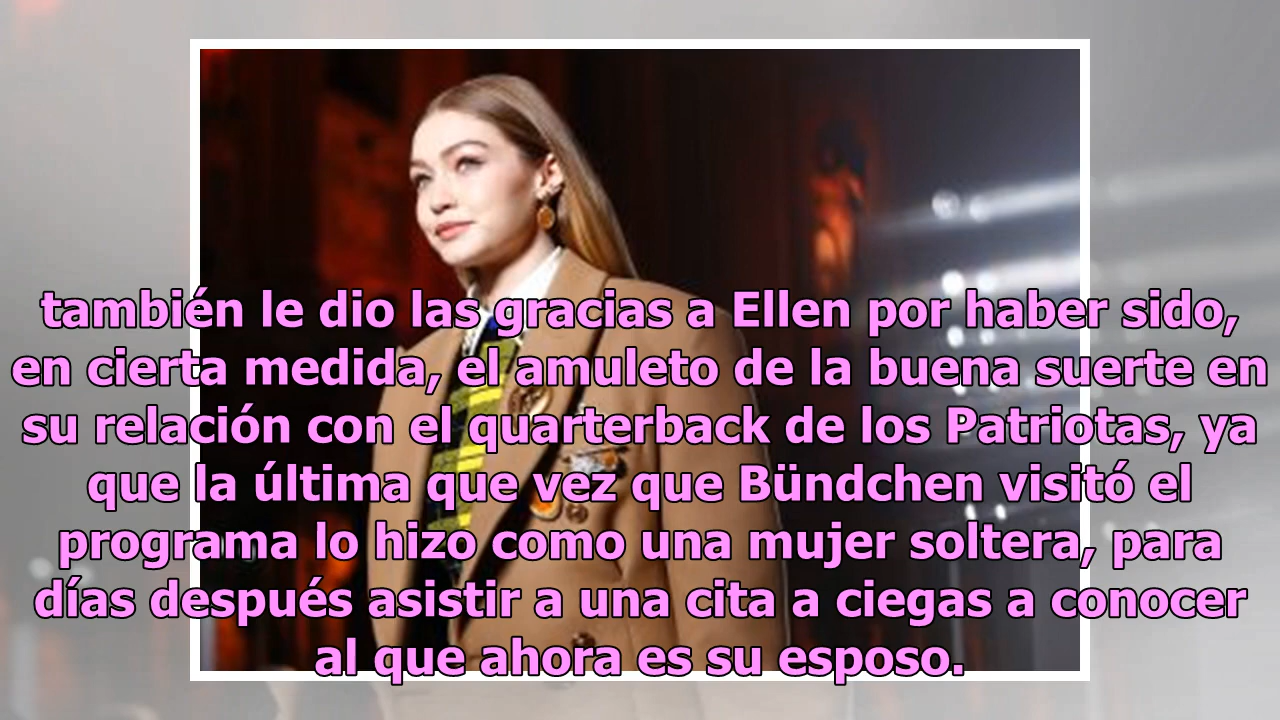 también le dio las gracias a Ellen por haber sido,
en cierta medida, el amuleto de la buena suerte en
su relación con el quarterback de los Patriotas, ya
que la última que vez que Bündchen visitó el
programa lo hizo como una mujer soltera, para
días después asistir a una cita a ciegas a conocer
al que ahora es su esposo.